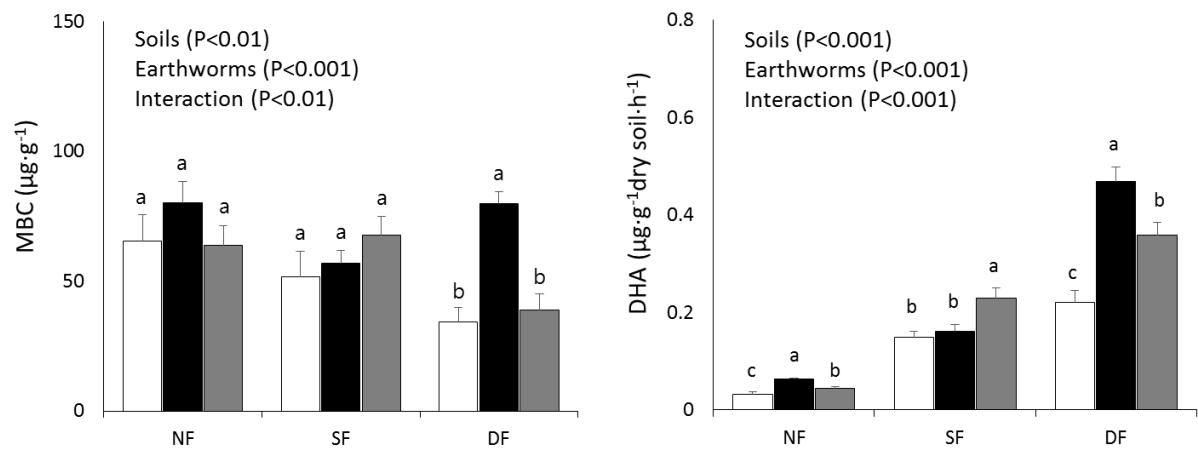 150
100
50
0
MBC (µg·g-1)
Soils (P<0.01)
Earthworms (P<0.001)
Interaction (P<0.01)
a
a
a
a
a
a
b
a
b
NF
SF
DF
0.8
0.6
0.4
0.2
0
DHA (µg·g-1dry soil·h-1)
Soils (P<0.001)
Earthworms (P<0.001)
Interaction (P<0.001)
c
a
b
b
b
a
c
a
b
NF
SF
DF